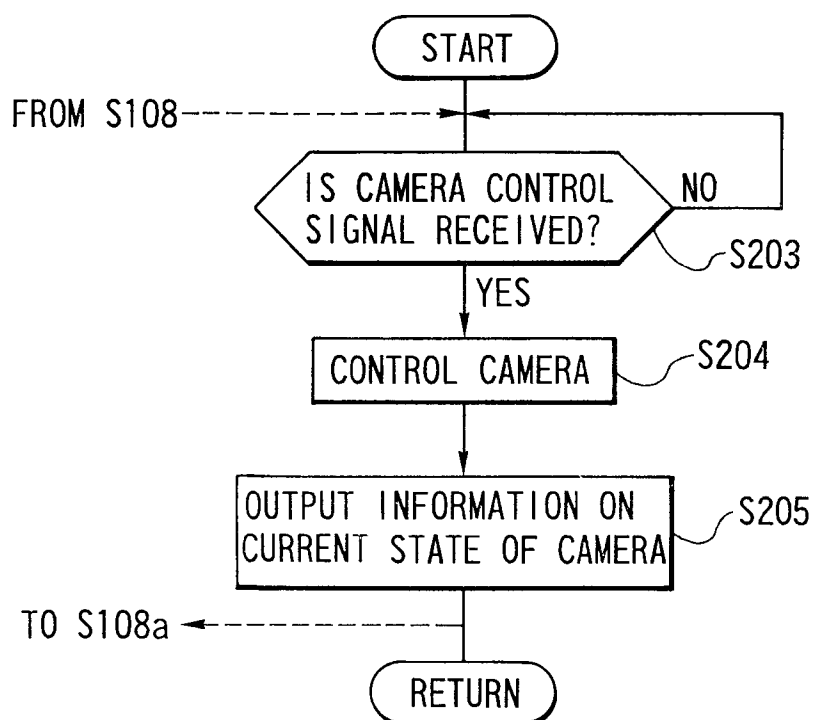 START
FROM S108
IS CAMERA CONTROL
SIGNAL RECEIVED?
NO
S203
YES
CONTROL CAMERA
S204
OUTPUT INFORMATION ON
CURRENT STATE OF CAMERA
S205
TO S108a
RETURN